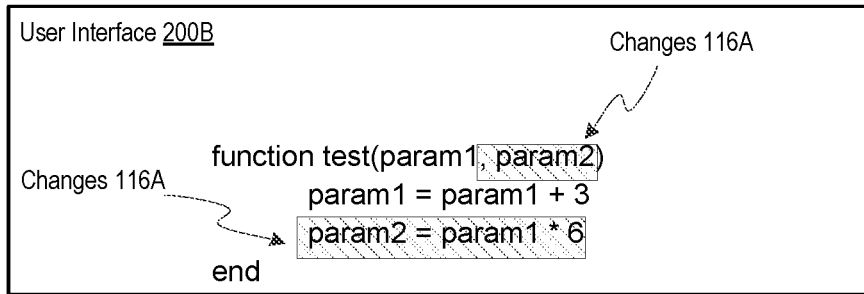 User Interface 200B
Changes 116A
function test(param1, param2)
Changes 116A
param1 = param1 + 3
param2 = param1 * 6
end